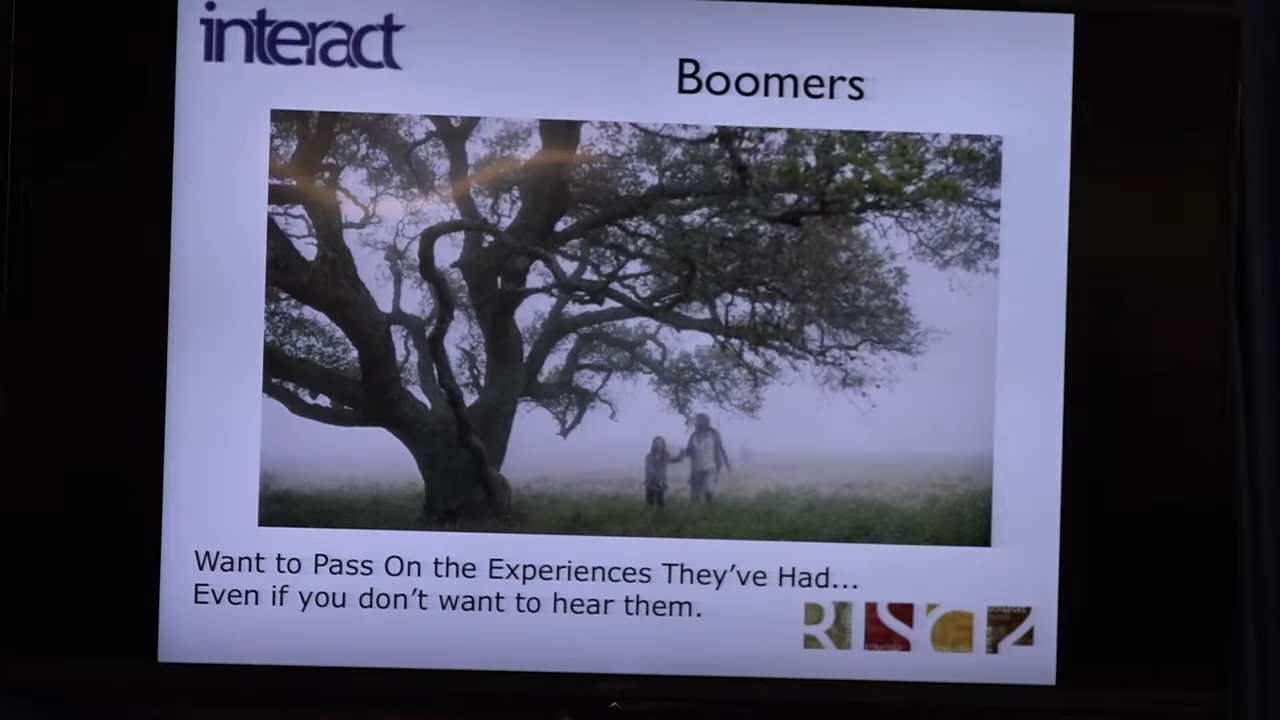 interact
Boomers
Want to Pass On the Experiences They’ve Had...
Even if you don’t want to hear them.